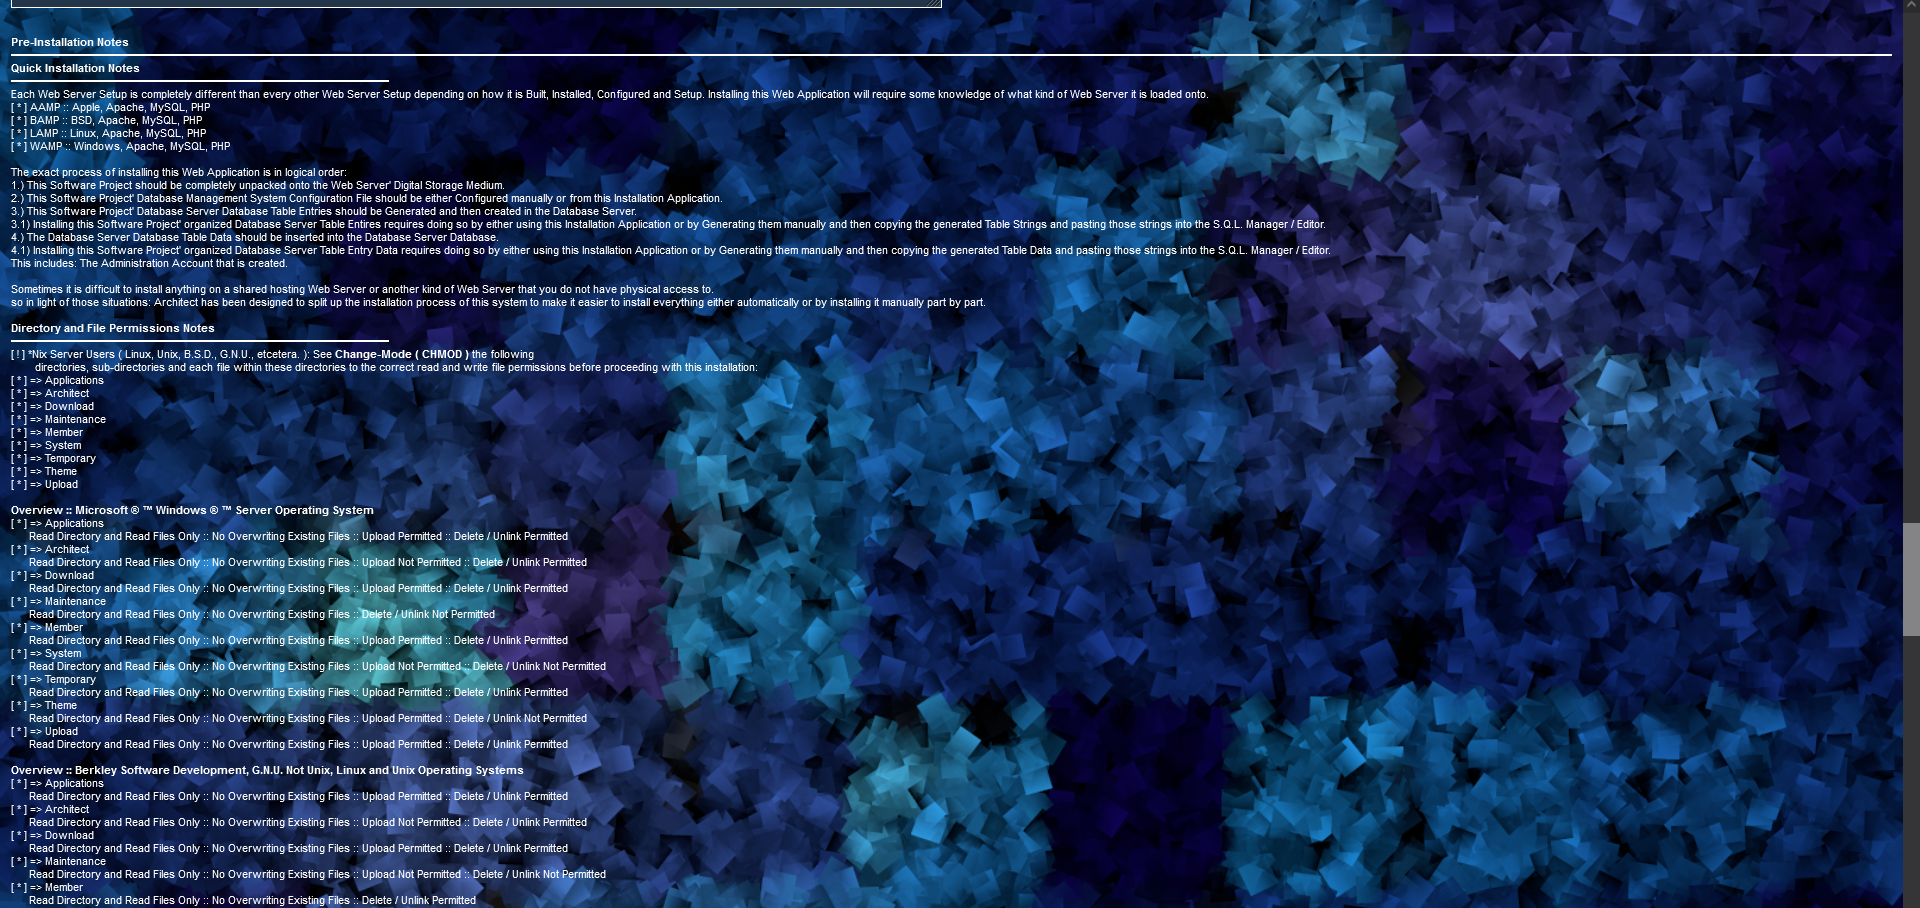 Pre-Installation Notes
Quick Installation Notes
Each Web Server Setup is completely different than every other Web Server Setup depending on how it is Built, Installed, Configured and Setup. Installing this Web Application will require some knowledge of what kind of Web Server it is loaded onto.
[ * ] AAMP :: Apple, Apache, MySQL, PHP
[ * ] BAMP :: BSD, Apache, MySQL, PHP
[ * ] LAMP :: Linux, Apache, MySQL, PHP
[ * ] WAMP :: Windows, Apache, MySQL, PHP
The exact process of installing this Web Application is in logical order:
1.) This Software Project should be completely unpacked onto the Web Server' Digital Storage Medium.
2.) This Software Project' Database Management System Configuration File should be either Configured manually or from this Installation Application.
3.) This Software Project' Database Server Database Table Entries should be Generated and then created in the Database Server.
3.1) Installing this Software Project' organized Database Server Table Entires requires doing so by either using this Installation Application or by Generating them manually and then copying the generated Table Strings and pasting those strings into the S.Q.L. Manager / Editor.
4.) The Database Server Database Table Data should be inserted into the Database Server Database.
4.1) Installing this Software Project' organized Database Server Table Entry Data requires doing so by either using this Installation Application or by Generating them manually and then copying the generated Table Data and pasting those strings into the S.Q.L. Manager / Editor.
This includes: The Administration Account that is created.
Sometimes it is difficult to install anything on a shared hosting Web Server or another kind of Web Server that you do not have physical access to.
so in light of those situations: Architect has been designed to split up the installation process of this system to make it easier to install everything either automatically or by installing it manually part by part.
Directory and File Permissions Notes
[ ! ] *Nix Server Users ( Linux, Unix, B.S.D., G.N.U., etcetera. ): See Change-Mode ( CHMOD ) the following
directories, sub-directories and each file within these directories to the correct read and write file permissions before proceeding with this installation:
[ * ] => Applications
[ * ] => Architect
[ * ] => Download
[ * ] => Maintenance
[ * ] => Member
[ * ] => System
[ * ] => Temporary
[ * ] => Theme
[ * ] => Upload
Overview :: Microsoft ® ™ Windows ® ™ Server Operating System
[ * ] => Applications
Read Directory and Read Files Only :: No Overwriting Existing Files :: Upload Permitted :: Delete / Unlink Permitted
[ * ] => Architect
Read Directory and Read Files Only :: No Overwriting Existing Files :: Upload Not Permitted :: Delete / Unlink Permitted
[ * ] => Download
Read Directory and Read Files Only :: No Overwriting Existing Files :: Upload Permitted :: Delete / Unlink Permitted
[ * ] => Maintenance
Read Directory and Read Files Only :: No Overwriting Existing Files :: Delete / Unlink Not Permitted
[ * ] => Member
Read Directory and Read Files Only :: No Overwriting Existing Files :: Upload Permitted :: Delete / Unlink Permitted
[ * ] => System
Read Directory and Read Files Only :: No Overwriting Existing Files :: Upload Not Permitted :: Delete / Unlink Not Permitted
[ * ] => Temporary
Read Directory and Read Files Only :: No Overwriting Existing Files :: Upload Permitted :: Delete / Unlink Permitted
[ * ] => Theme
Read Directory and Read Files Only :: No Overwriting Existing Files :: Upload Permitted :: Delete / Unlink Not Permitted
[ * ] => Upload
Read Directory and Read Files Only :: No Overwriting Existing Files :: Upload Permitted :: Delete / Unlink Permitted
Overview :: Berkley Software Development, G.N.U. Not Unix, Linux and Unix Operating Systems
[ * ] => Applications
Read Directory and Read Files Only :: No Overwriting Existing Files :: Upload Permitted :: Delete / Unlink Permitted
[ * ] => Architect
Read Directory and Read Files Only :: No Overwriting Existing Files :: Upload Not Permitted :: Delete / Unlink Permitted
[ * ] => Download
Read Directory and Read Files Only :: No Overwriting Existing Files :: Upload Permitted :: Delete / Unlink Permitted
[ * ] => Maintenance
Read Directory and Read Files Only :: No Overwriting Existing Files :: Upload Not Permitted :: Delete / Unlink Not Permitted
[ * ] => Member
Read Directory and Read Files Only :: No Overwriting Existing Files :: Delete / Unlink Permitted